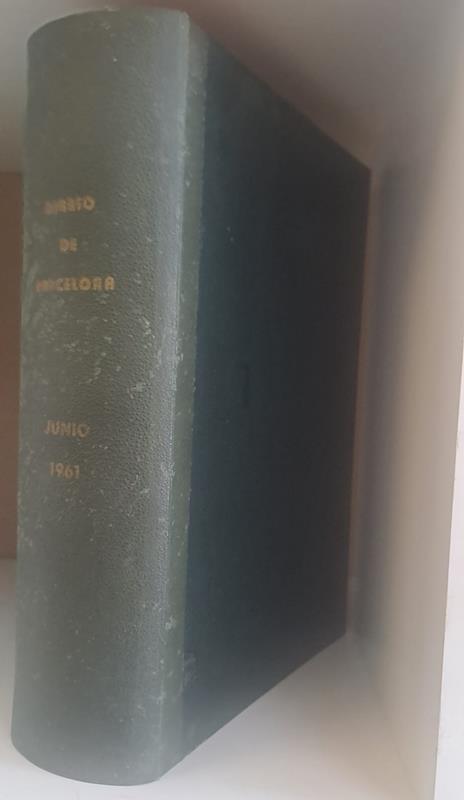 DIARIO
DE
BARCELONA
JUNIO
1961